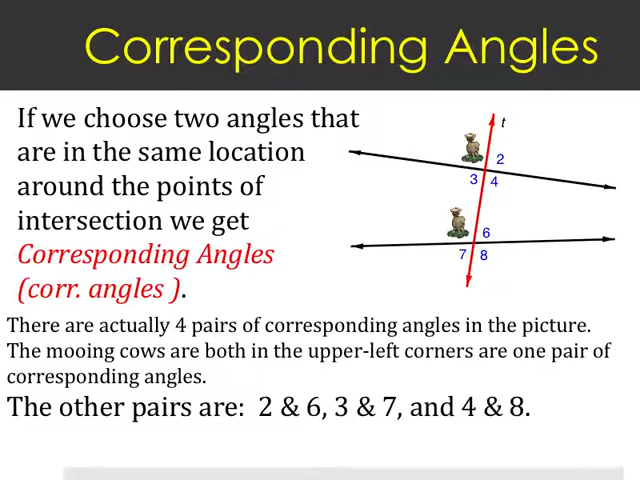 Corresponding Angles
If we choose two angles that
are in the same location
around the points of
intersection we get
Corresponding Angles
(corr. angles ).
t
2
3 4
6
7 8
There are actually 4 pairs of corresponding angles in the picture.
The mooing cows are both in the upper-left corners are one pair of
corresponding angles.
The other pairs are: 2 & 6, 3 & 7, and 4 & 8.